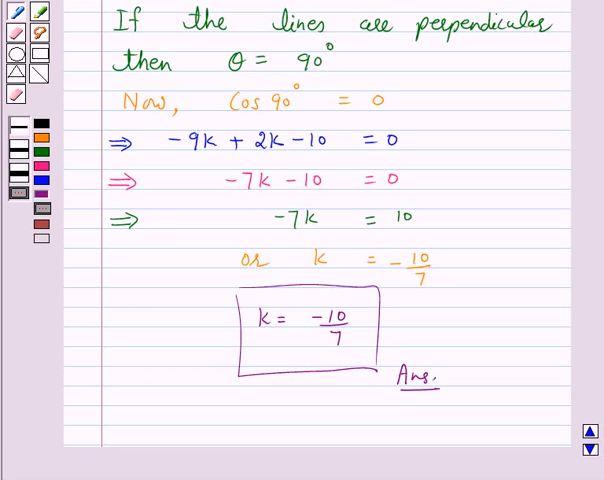 If the lines are perpendicular
then θ = 90°
Now, Cos 90° = 0
⇒ -9k + 2k - 10 = 0
⇒ -7k - 10 = 0
⇒ -7k = 10
or k = -10/7
k = -10/7
Ans.